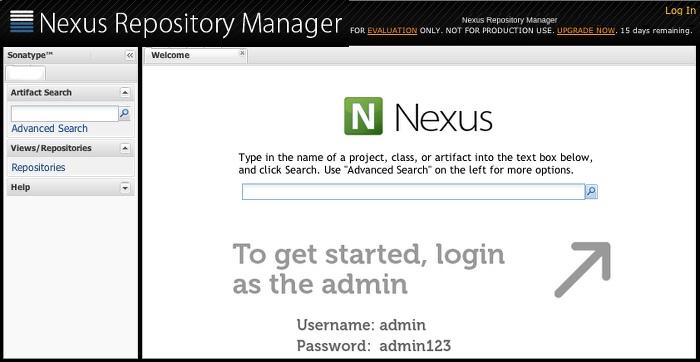 Nexus Repository Manager
Log In
Nexus Repository Manager
FOR EVALUATION ONLY. NOT FOR PRODUCTION USE. UPGRADE NOW. 15 days remaining.
Sonatype™
Welcome
Artifact Search
Advanced Search
Views/Repositories
Repositories
Help
N Nexus
Type in the name of a project, class, or artifact into the text box below,
and click Search. Use "Advanced Search" on the left for more options.
To get started, login
as the admin
Username: admin
Password: admin123